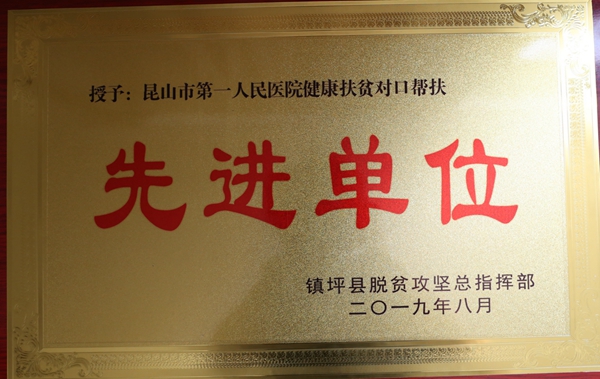 授予：昆山市第一人民医院健康扶贫对口帮扶
先进单位
镇坪县脱贫攻坚总指挥部
二〇一九年八月